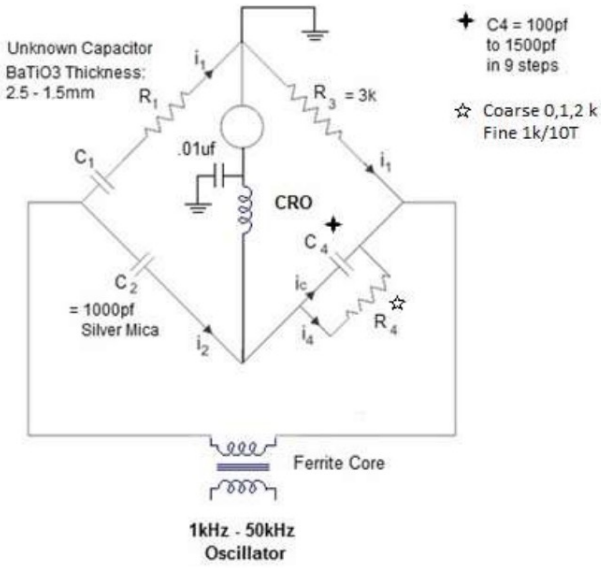 Unknown Capacitor
BaTiO3 Thickness:
2.5 - 1.5mm
i1
R1
C1
.01uf
CRO
R3 = 3k
i1
C4
ic
i4
R4
C2
= 1000pf
Silver Mica
i2
Ferrite Core
1kHz - 50kHz
Oscillator
C4 = 100pf
to 1500pf
in 9 steps
Coarse 0,1,2 k
Fine 1k/10T